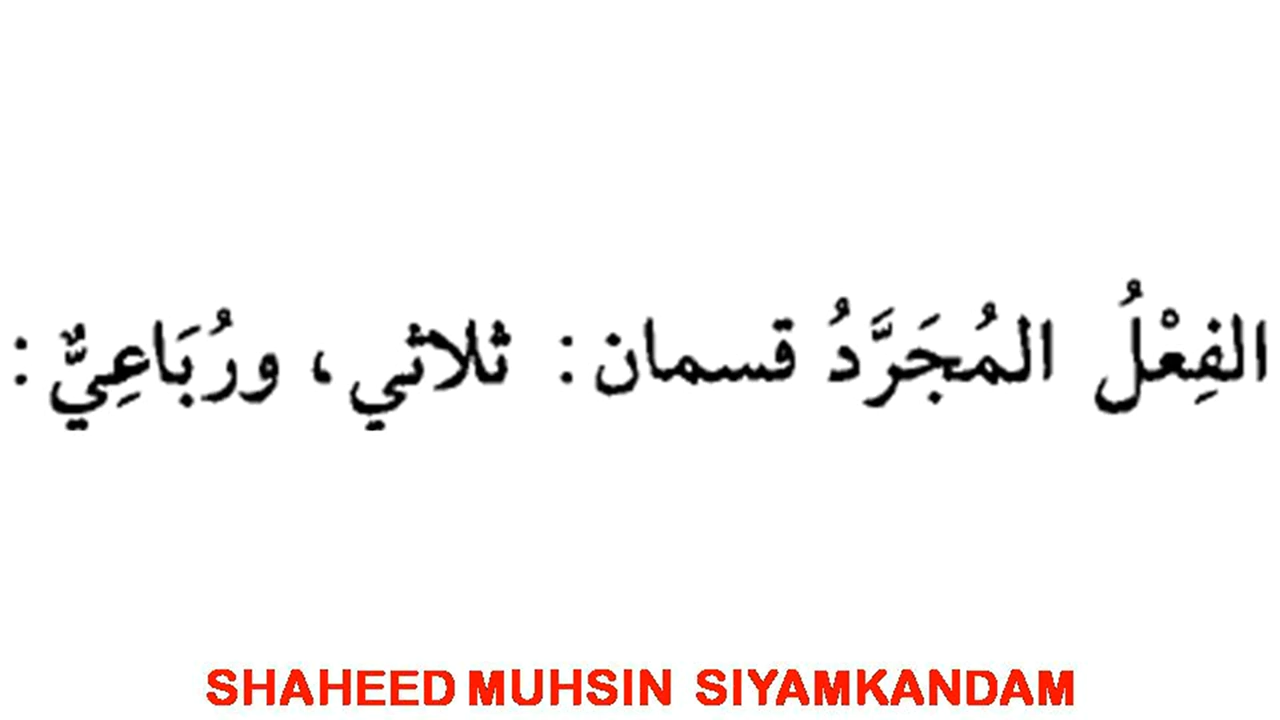 الفِعْلُ المُجَرَّدُ قسمان : ثلاثي ، ورُبَاعِيٌّ :
SHAHEED MUHSIN SIYAMKANDAM